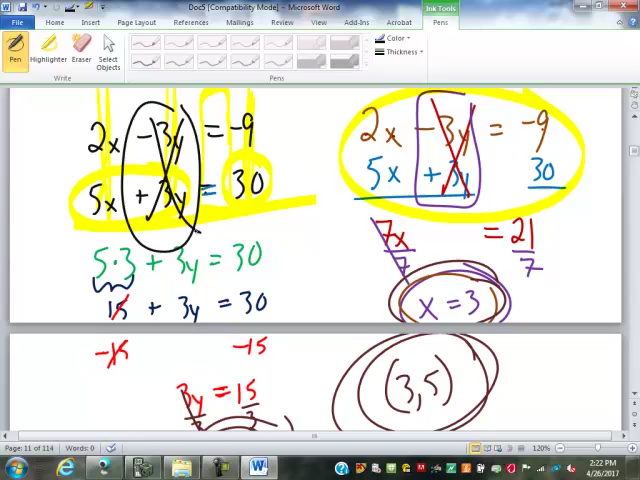 Doc5 [Compatibility Mode] - Microsoft Word
Ink Tools
File
Home
Insert
Page Layout
References
Mailings
Review
View
Add-Ins
Acrobat
Pens
Pen
Highlighter
Eraser
Select Objects
Color
Thickness
Write
Pens
2x - 3y = -9
5x + 3y = 30
5·3 + 3y = 30
15 + 3y = 30
-15 -15
3y = 15
3 3
2x - 3y = -9
5x + 3y 30
7x = 21
7 7
x = 3
(3,5)
Page: 11 of 114
Words: 0
120%
2:22 PM
4/26/2017